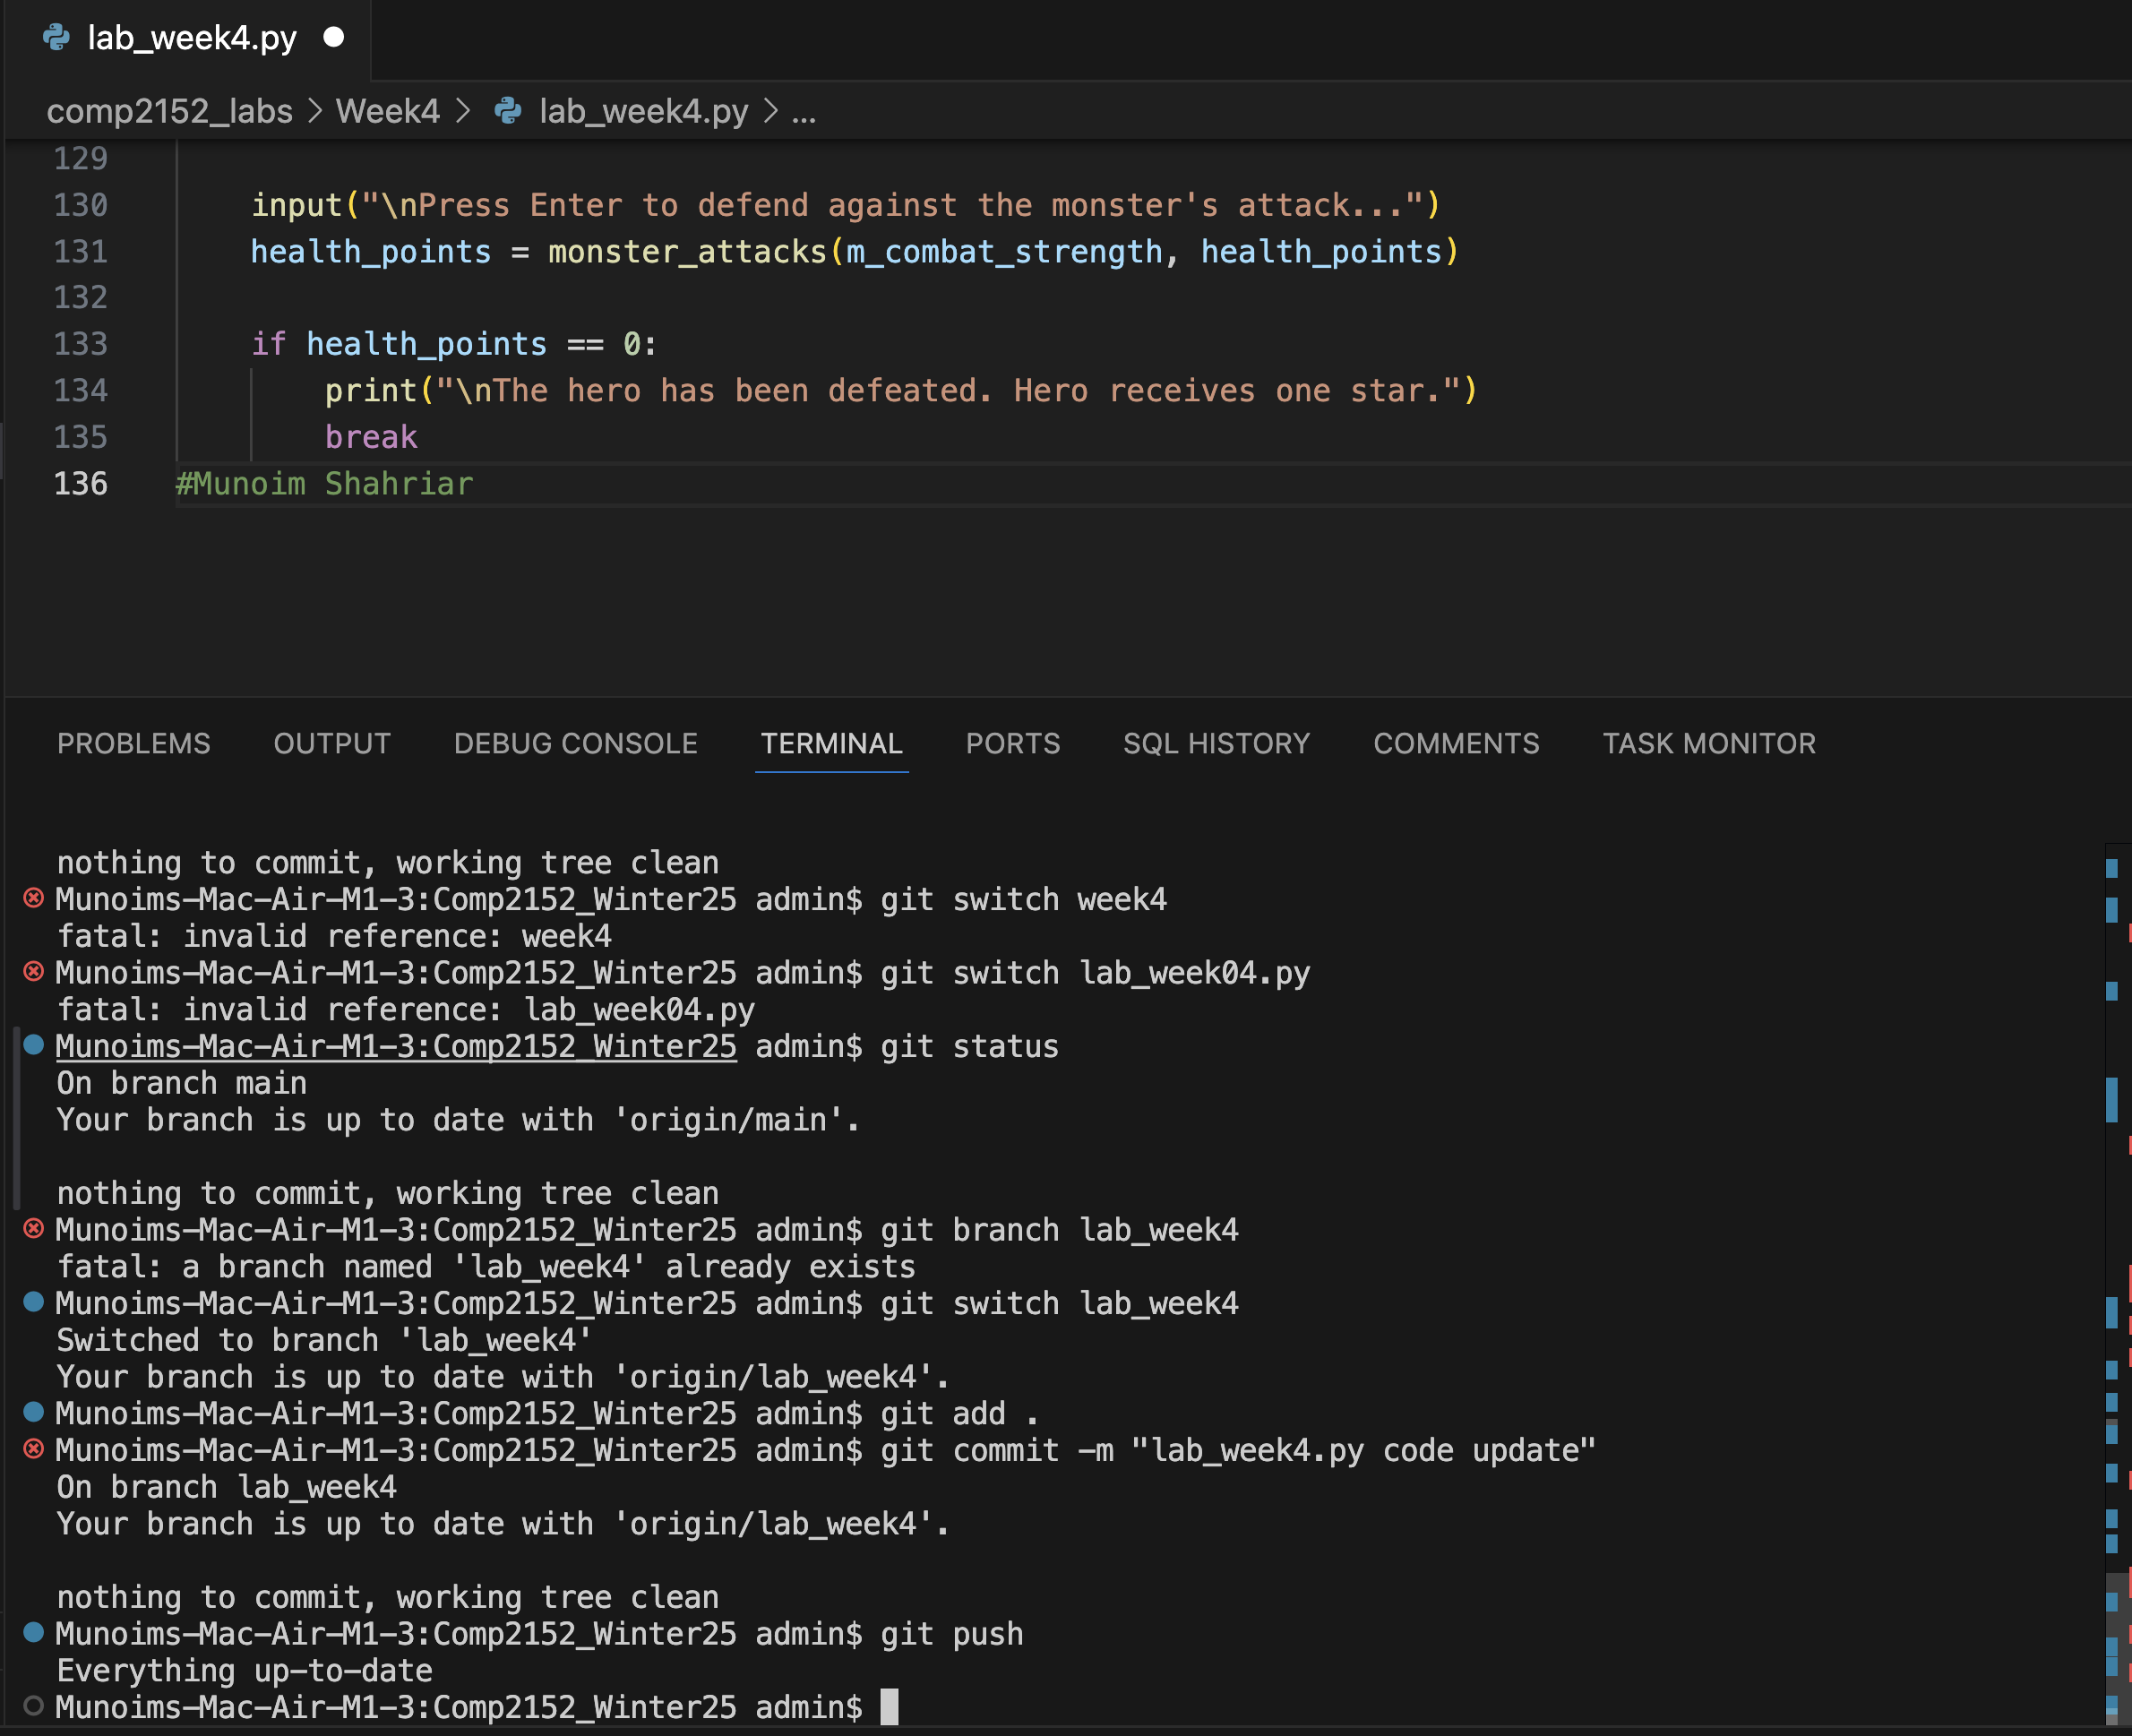 lab_week4.py
comp2152_labs > Week4 > lab_week4.py > ...
129
130 input("\nPress Enter to defend against the monster's attack...")
131 health_points = monster_attacks(m_combat_strength, health_points)
132
133 if health_points == 0:
134 print("\nThe hero has been defeated. Hero receives one star.")
135 break
136 #Munoim Shahriar
PROBLEMS OUTPUT DEBUG CONSOLE TERMINAL PORTS SQL HISTORY COMMENTS TASK MONITOR
nothing to commit, working tree clean
Munoims-Mac-Air-M1-3:Comp2152_Winter25 admin$ git switch week4
fatal: invalid reference: week4
Munoims-Mac-Air-M1-3:Comp2152_Winter25 admin$ git switch lab_week04.py
fatal: invalid reference: lab_week04.py
Munoims-Mac-Air-M1-3:Comp2152_Winter25 admin$ git status
On branch main
Your branch is up to date with 'origin/main'.
nothing to commit, working tree clean
Munoims-Mac-Air-M1-3:Comp2152_Winter25 admin$ git branch lab_week4
fatal: a branch named 'lab_week4' already exists
Munoims-Mac-Air-M1-3:Comp2152_Winter25 admin$ git switch lab_week4
Switched to branch 'lab_week4'
Your branch is up to date with 'origin/lab_week4'.
Munoims-Mac-Air-M1-3:Comp2152_Winter25 admin$ git add .
Munoims-Mac-Air-M1-3:Comp2152_Winter25 admin$ git commit -m "lab_week4.py code update"
On branch lab_week4
Your branch is up to date with 'origin/lab_week4'.
nothing to commit, working tree clean
Munoims-Mac-Air-M1-3:Comp2152_Winter25 admin$ git push
Everything up-to-date
Munoims-Mac-Air-M1-3:Comp2152_Winter25 admin$